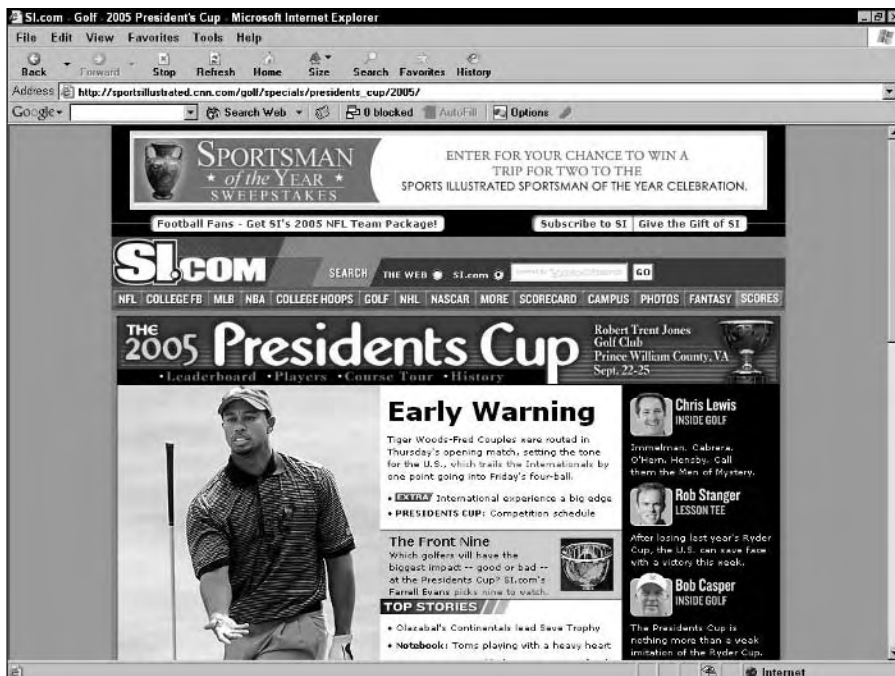 SI.com - Golf - 2005 President's Cup - Microsoft Internet Explorer
File Edit View Favorites Tools Help
Back Forward Stop Refresh Home Size Search Favorites History
Address http://sportsillustrated.cnn.com/golf/specials/presidents_cup/2005/
Google Search Web 0 blocked AutoFill Options
SPORTSMAN
of the YEAR
SWEEPSTAKES
ENTER FOR YOUR CHANCE TO WIN A
TRIP FOR TWO TO THE
SPORTS ILLUSTRATED SPORTSMAN OF THE YEAR CELEBRATION.
Football Fans - Get SI's 2005 NFL Team Package!
Subscribe to SI Give the Gift of SI
SI.COM
SEARCH THE WEB SI.com GO
NFL COLLEGE FB MLB NBA COLLEGE HOOPS GOLF NHL NASCAR MORE SCORECARD CAMPUS PHOTOS FANTASY SCORES
THE
2005 Presidents Cup
Robert Trent Jones
Golf Club
Prince William County, VA
Sept. 22-25
•Leaderboard •Players •Course Tour •History
Early Warning
Tiger Woods-Fred Couples were routed in
Thursday's opening match, setting the tone
for the U.S., which trails the Internationals by
one point going into Friday's four-ball.
• EXTRA International experience a big edge
• PRESIDENTS CUP: Competition schedule
The Front Nine
Which golfers will have the
biggest impact -- good or bad --
at the Presidents Cup? SI.com's
Farrell Evans picks nine to watch.
TOP STORIES
• Olazabal's Continentals lead Seve Trophy
• Notebook: Toms playing with a heavy heart
Chris Lewis
INSIDE GOLF
Immelman, Cabrera,
O'Hern, Hensby. Call
them the Men of Mystery.
Rob Stanger
LESSON TEE
After losing last year's Ryder
Cup, the U.S. can save face
with a victory this week.
Bob Casper
INSIDE GOLF
The Presidents Cup is
nothing more than a weak
imitation of the Ryder Cup.
Internet